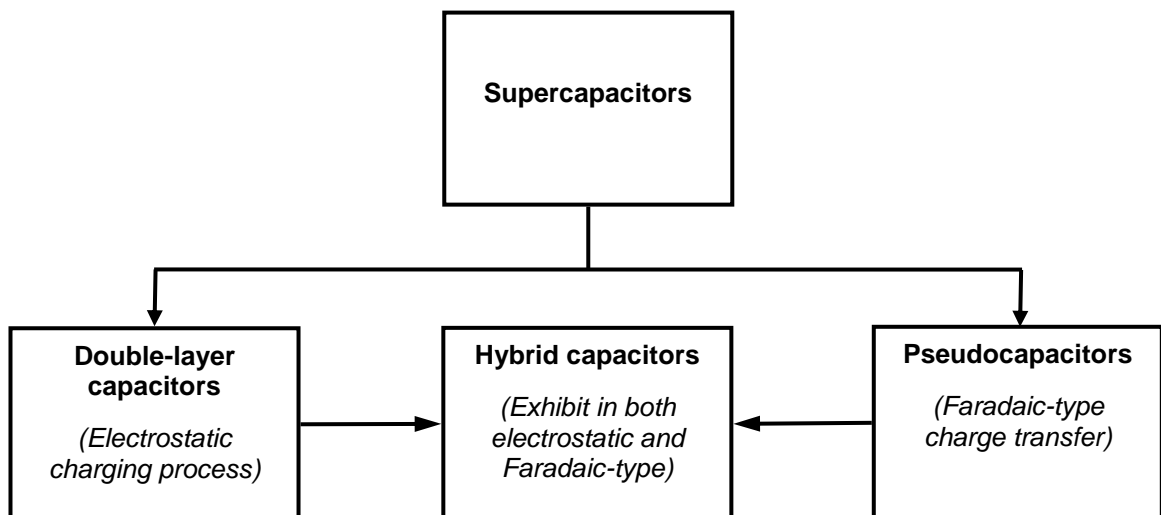 Supercapacitors
Double-layer
capacitors
(Electrostatic
charging process)
Hybrid capacitors
(Exhibit in both
electrostatic and
Faradaic-type)
Pseudocapacitors
(Faradaic-type
charge transfer)